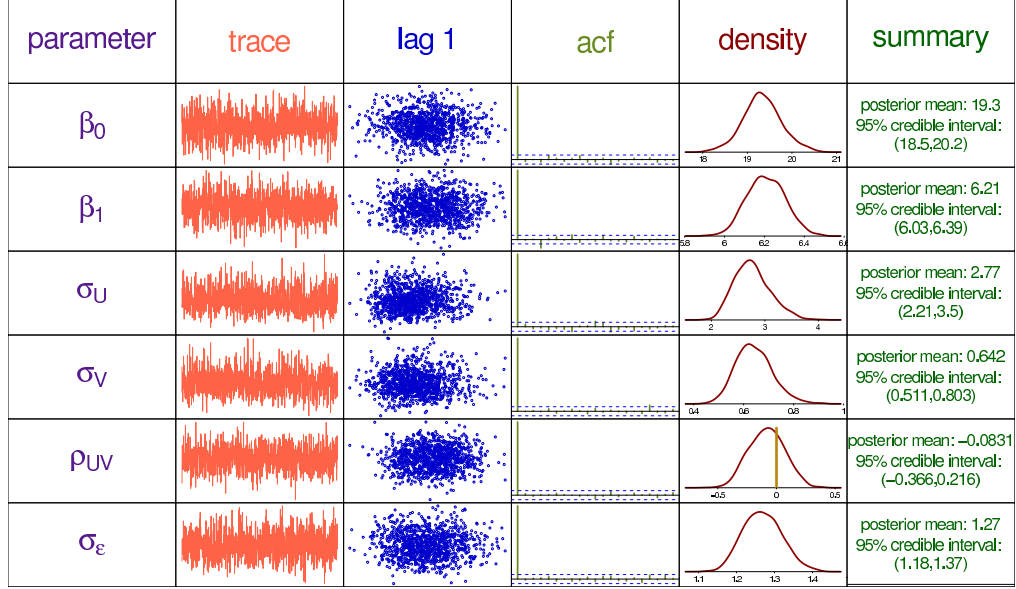 parameter trace lag 1 acf density summary
β0
18 19 20 21
posterior mean: 19.3
95% credible interval:
(18.5,20.2)
β1
5.8 6 6.2 6.4 6.6
posterior mean: 6.21
95% credible interval:
(6.03,6.39)
σU
2 3 4
posterior mean: 2.77
95% credible interval:
(2.21,3.5)
σV
0.4 0.6 0.8 1
posterior mean: 0.642
95% credible interval:
(0.511,0.803)
ρUV
−0.5 0 0.5
posterior mean: −0.0831
95% credible interval:
(−0.366,0.216)
σε
1.1 1.2 1.3 1.4
posterior mean: 1.27
95% credible interval:
(1.18,1.37)